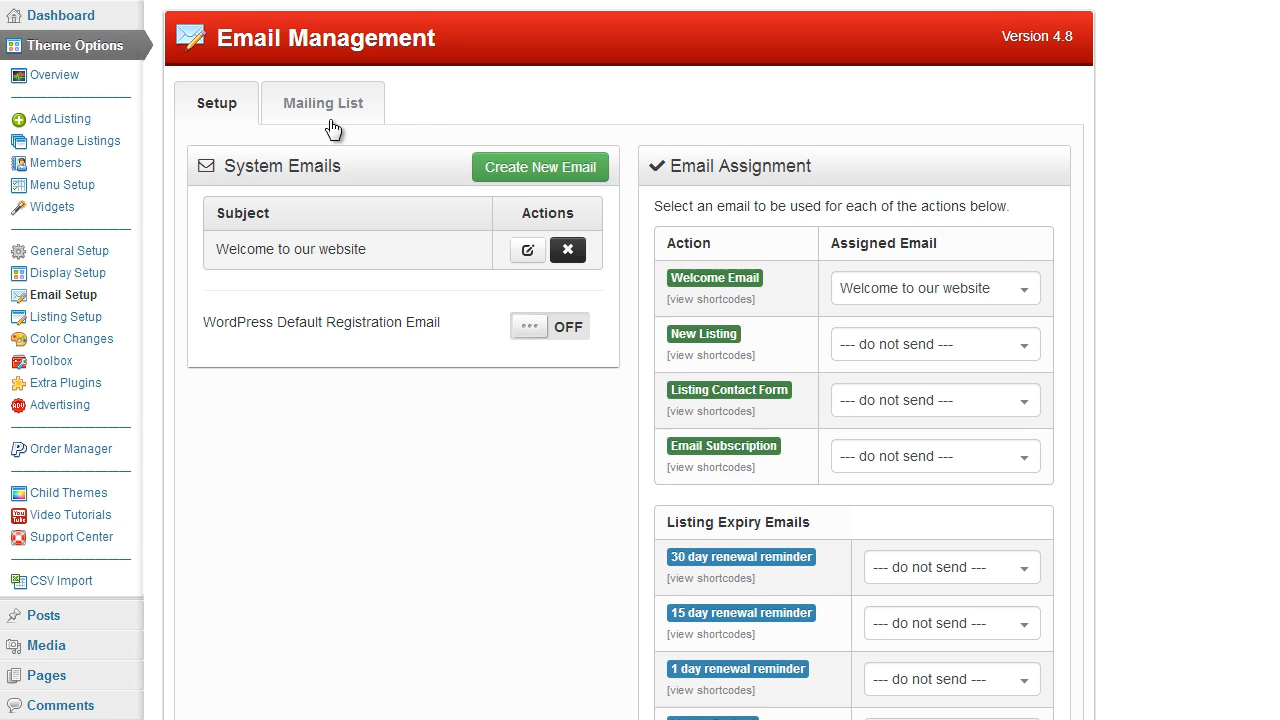 Dashboard
Theme Options
Overview
Add Listing
Manage Listings
Members
Menu Setup
Widgets
General Setup
Display Setup
Email Setup
Listing Setup
Color Changes
Toolbox
Extra Plugins
Advertising
Order Manager
Child Themes
Video Tutorials
Support Center
CSV Import
Posts
Media
Pages
Comments
Email Management
Version 4.8
Setup
Mailing List
System Emails
Create New Email
Subject
Actions
Welcome to our website
WordPress Default Registration Email
OFF
Email Assignment
Select an email to be used for each of the actions below.
Action
Assigned Email
Welcome Email
[view shortcodes]
Welcome to our website
New Listing
[view shortcodes]
--- do not send ---
Listing Contact Form
[view shortcodes]
--- do not send ---
Email Subscription
[view shortcodes]
--- do not send ---
Listing Expiry Emails
30 day renewal reminder
[view shortcodes]
--- do not send ---
15 day renewal reminder
[view shortcodes]
--- do not send ---
1 day renewal reminder
[view shortcodes]
--- do not send ---